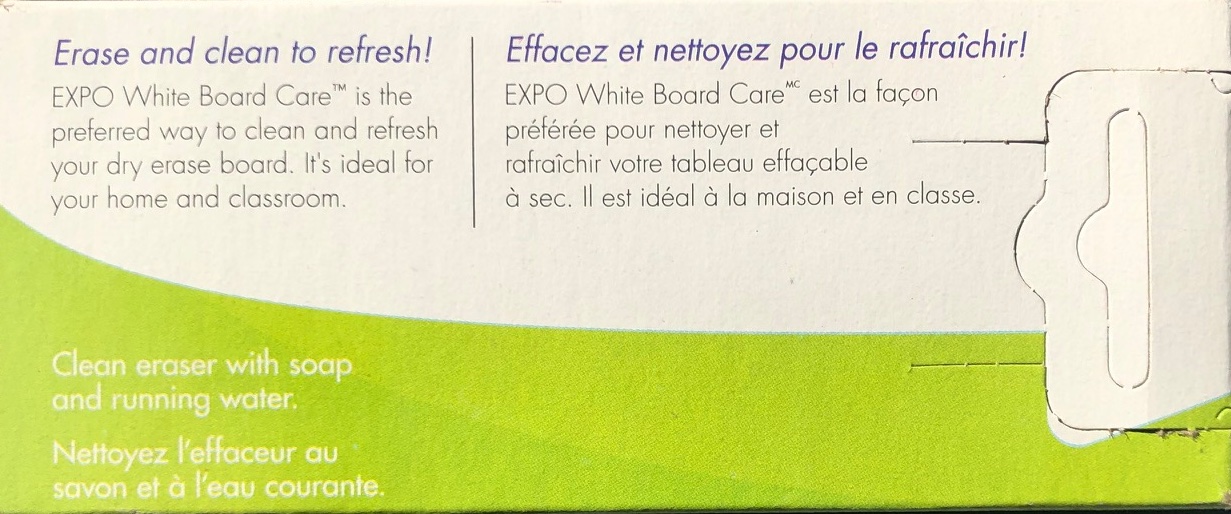 Erase and clean to refresh!
EXPO White Board Care™ is the
preferred way to clean and refresh
your dry erase board. It's ideal for
your home and classroom.
Effacez et nettoyez pour le rafraîchir!
EXPO White Board Care MC est la façon
préférée pour nettoyer et
rafraîchir votre tableau effaçable
à sec. Il est idéal à la maison et en classe.
Clean eraser with soap
and running water.
Nettoyez l'effaceur au
savon et à l'eau courante.